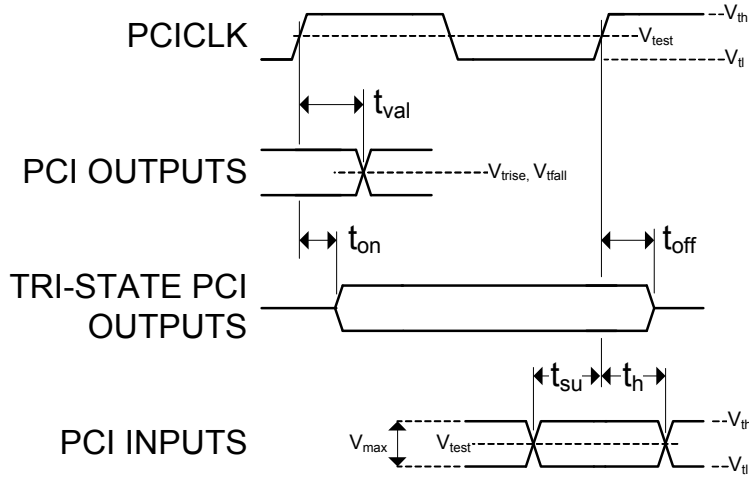 V_th
PCICLK
V_test
V_tl
t_val
PCI OUTPUTS
V_trise, V_tfall
t_on
t_off
TRI-STATE PCI
OUTPUTS
t_su
t_h
V_th
PCI INPUTS
V_max
V_test
V_tl